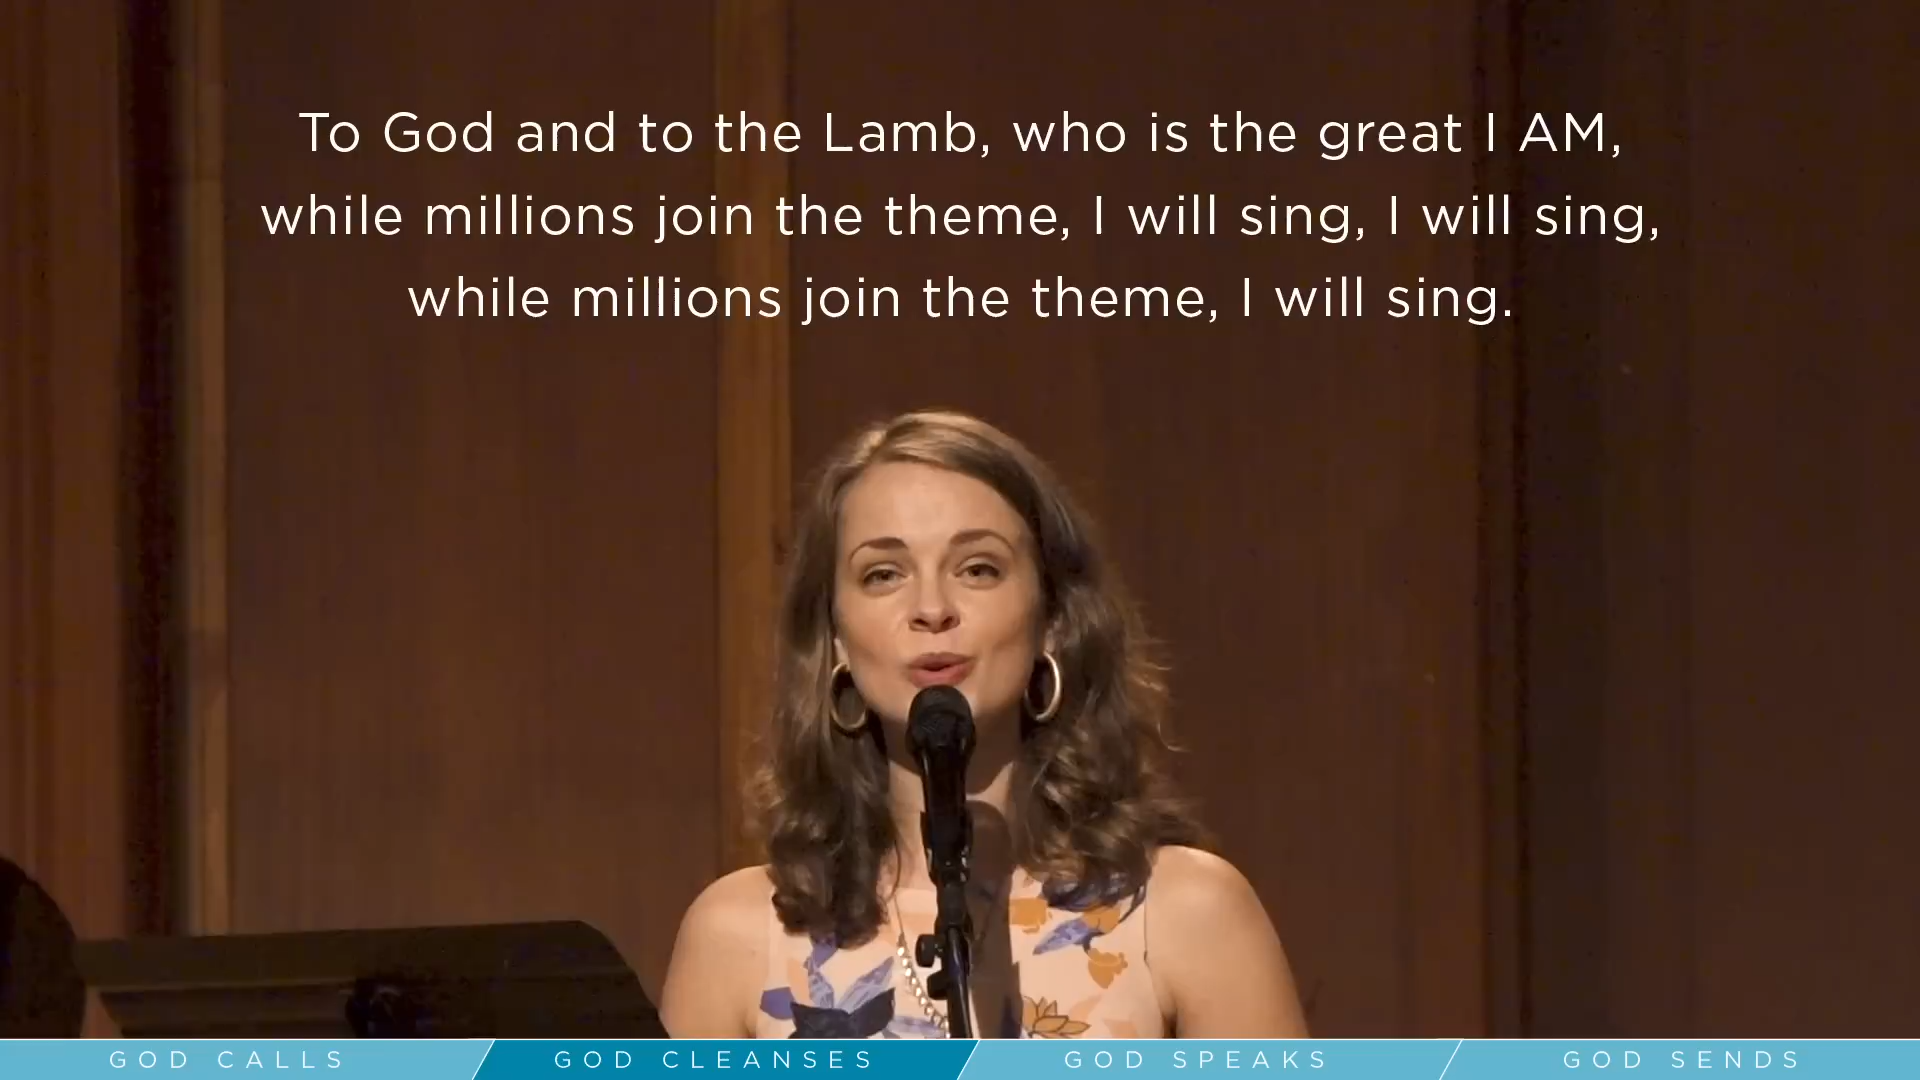 To God and to the Lamb, who is the great I AM,
while millions join the theme, I will sing, I will sing,
while millions join the theme, I will sing.
GOD CALLS
GOD CLEANSES
GOD SPEAKS
GOD SENDS